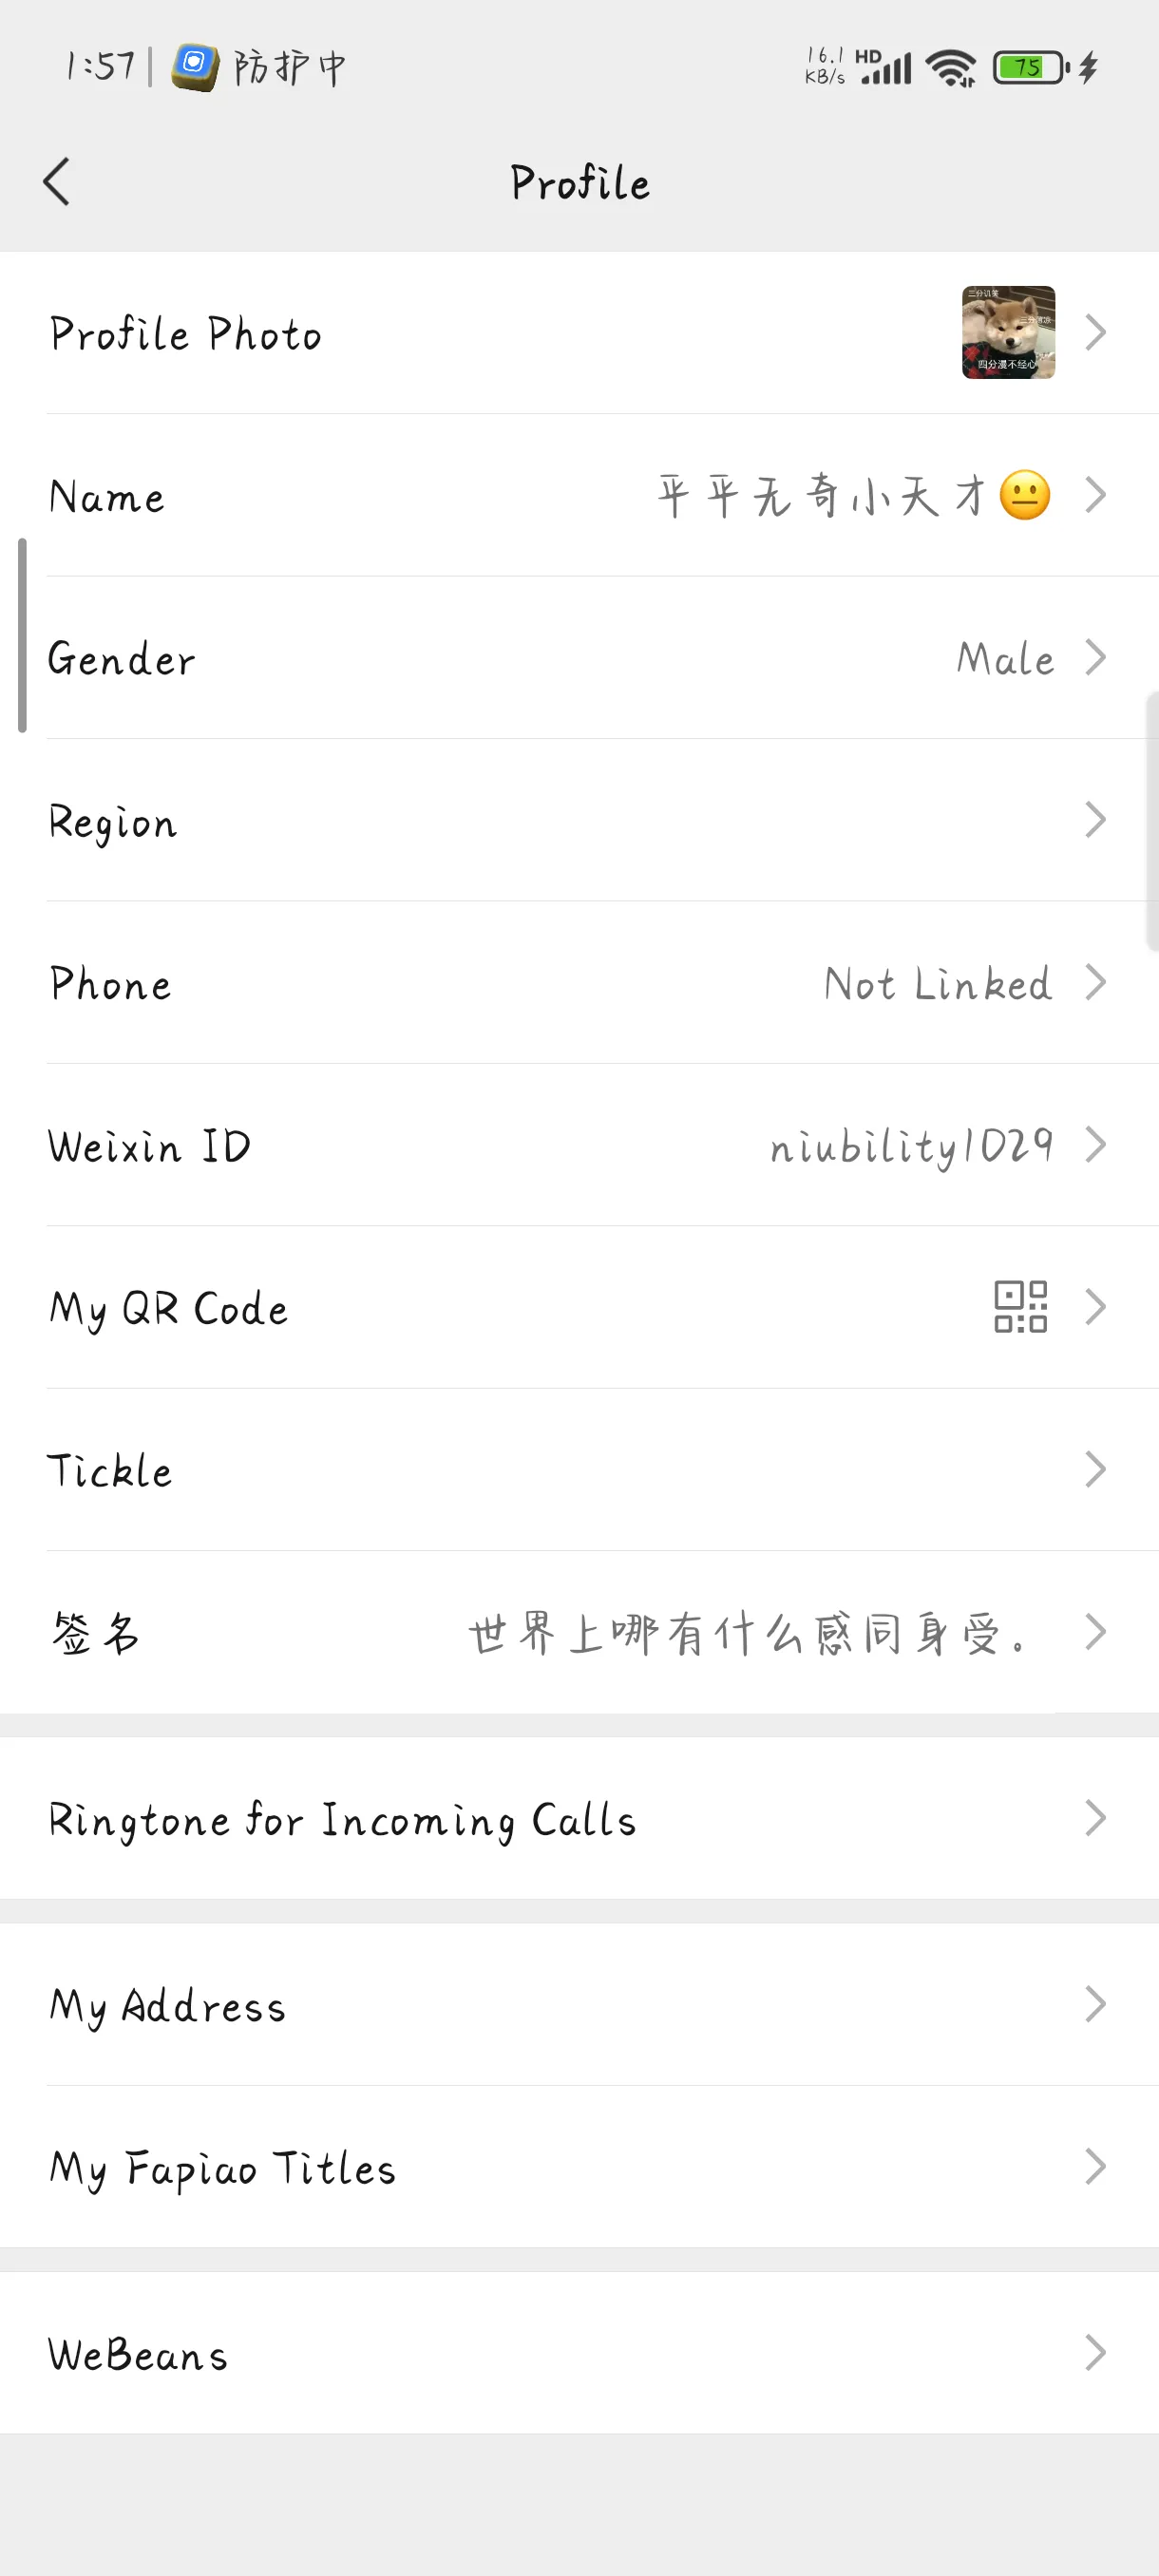 1:57 防护中 16.1 KB/s HD 75
Profile
Profile Photo
三分讥笑
三分薄凉
四分漫不经心
Name 平平无奇小天才😐
Gender Male
Region
Phone Not Linked
Weixin ID niubility1029
My QR Code
Tickle
签名 世界上哪有什么感同身受。
Ringtone for Incoming Calls
My Address
My Fapiao Titles
WeBeans